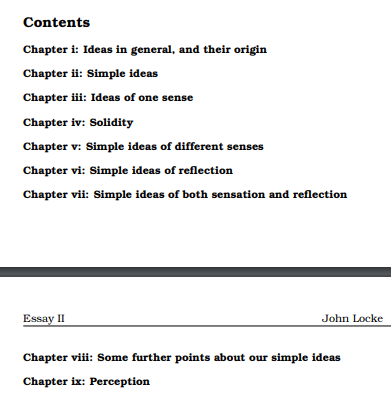 Contents
Chapter i: Ideas in general, and their origin
Chapter ii: Simple ideas
Chapter iii: Ideas of one sense
Chapter iv: Solidity
Chapter v: Simple ideas of different senses
Chapter vi: Simple ideas of reflection
Chapter vii: Simple ideas of both sensation and reflection
Essay II John Locke
Chapter viii: Some further points about our simple ideas
Chapter ix: Perception